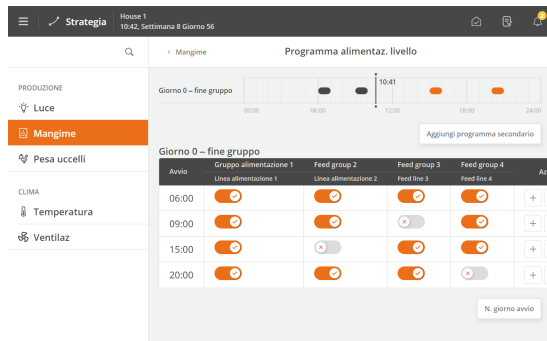 Strategia
House 1
10:42, Settimana 8 Giorno 56
2
‹ Mangime
Programma alimentaz. livello
PRODUZIONE
Luce
Mangime
Pesa uccelli
CLIMA
Temperatura
Ventilaz
Giorno 0 – fine gruppo
10:41
00:00 06:00 12:00 18:00 24:00
Aggiungi programma secondario
Giorno 0 – fine gruppo
Avvio Gruppo alimentazione 1 Feed group 2 Feed group 3 Feed group 4 Az
Linea alimentazione 1 Linea alimentazione 2 Feed line 3 Feed line 4
06:00
09:00
15:00
20:00
N. giorno avvio